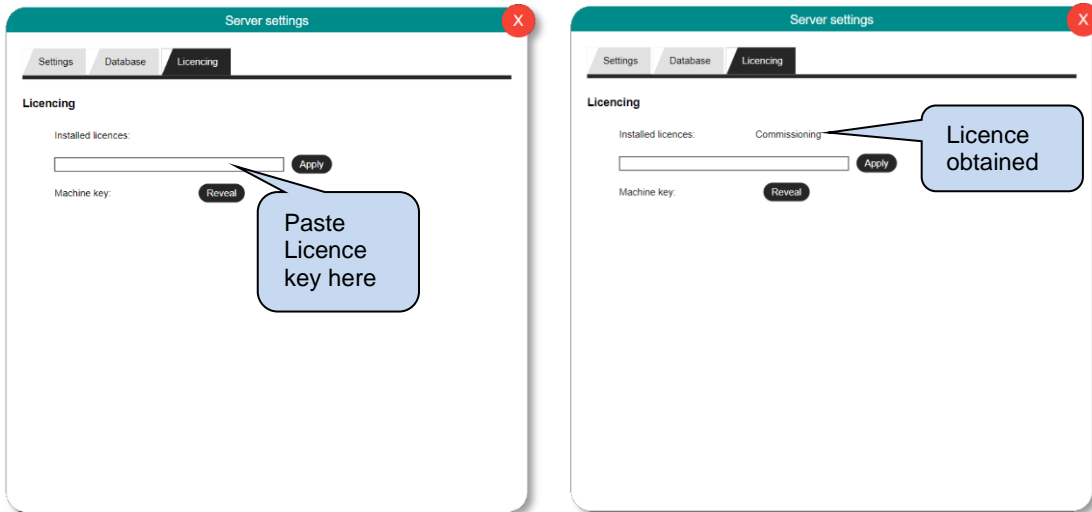 Server settings
X
Settings
Database
Licencing
Licencing
Installed licences:
Apply
Machine key:
Reveal
Paste
Licence
key here
Server settings
X
Settings
Database
Licencing
Licencing
Installed licences:
Commissioning
Apply
Machine key:
Reveal
Licence
obtained